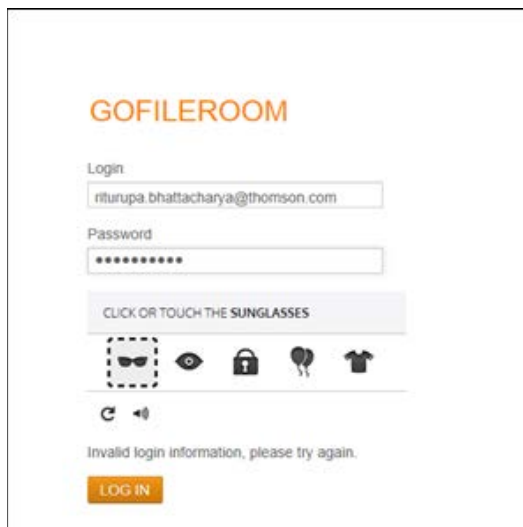 GOFILEROOM
Login
riturupa.bhattacharya@thomson.com
Password
CLICK OR TOUCH THE SUNGLASSES
Invalid login information, please try again.
LOG IN